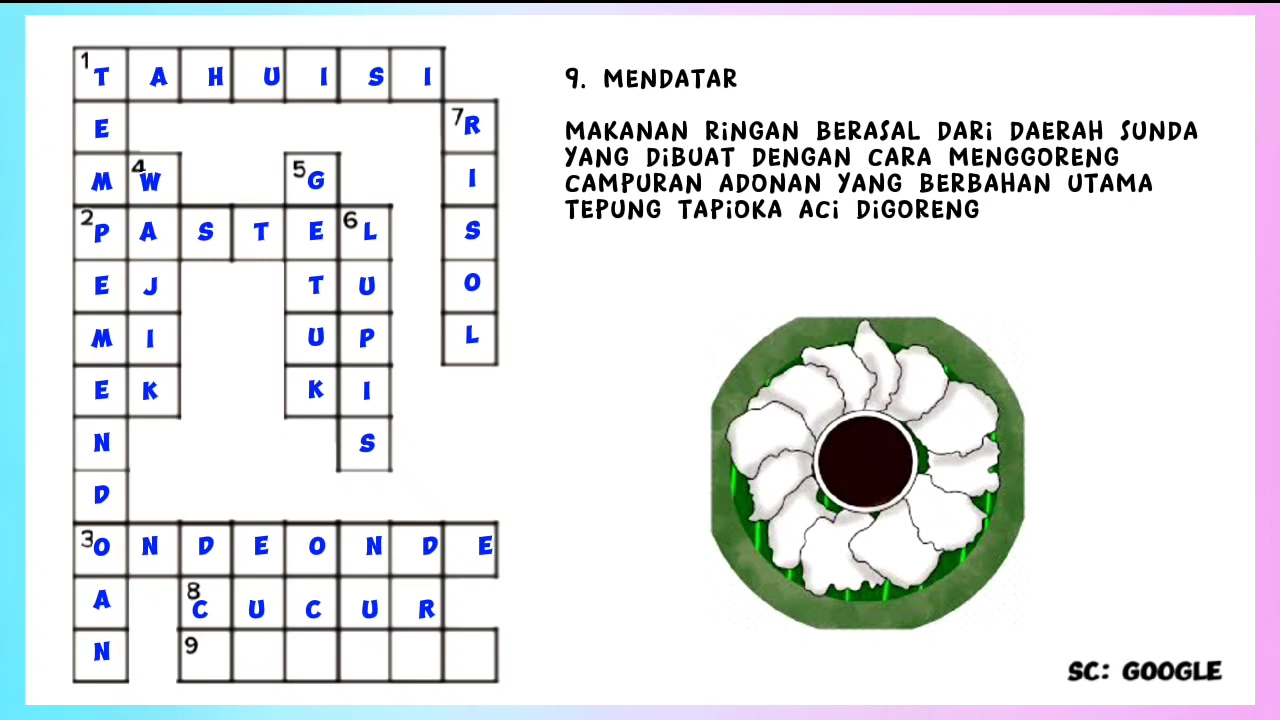 1 T A H U I S I
E 7 R
M 4 W 5 G I
2 P A S T E 6 L S
E J T U O
M I U P L
E K K I
N S
D
3 O N D E O N D E
A 8 C U C U R
N 9
9. MENDATAR
MAKANAN RINGAN BERASAL DARI DAERAH SUNDA
YANG DIBUAT DENGAN CARA MENGGORENG
CAMPURAN ADONAN YANG BERBAHAN UTAMA
TEPUNG TAPIOKA ACI DIGORENG
SC: GOOGLE